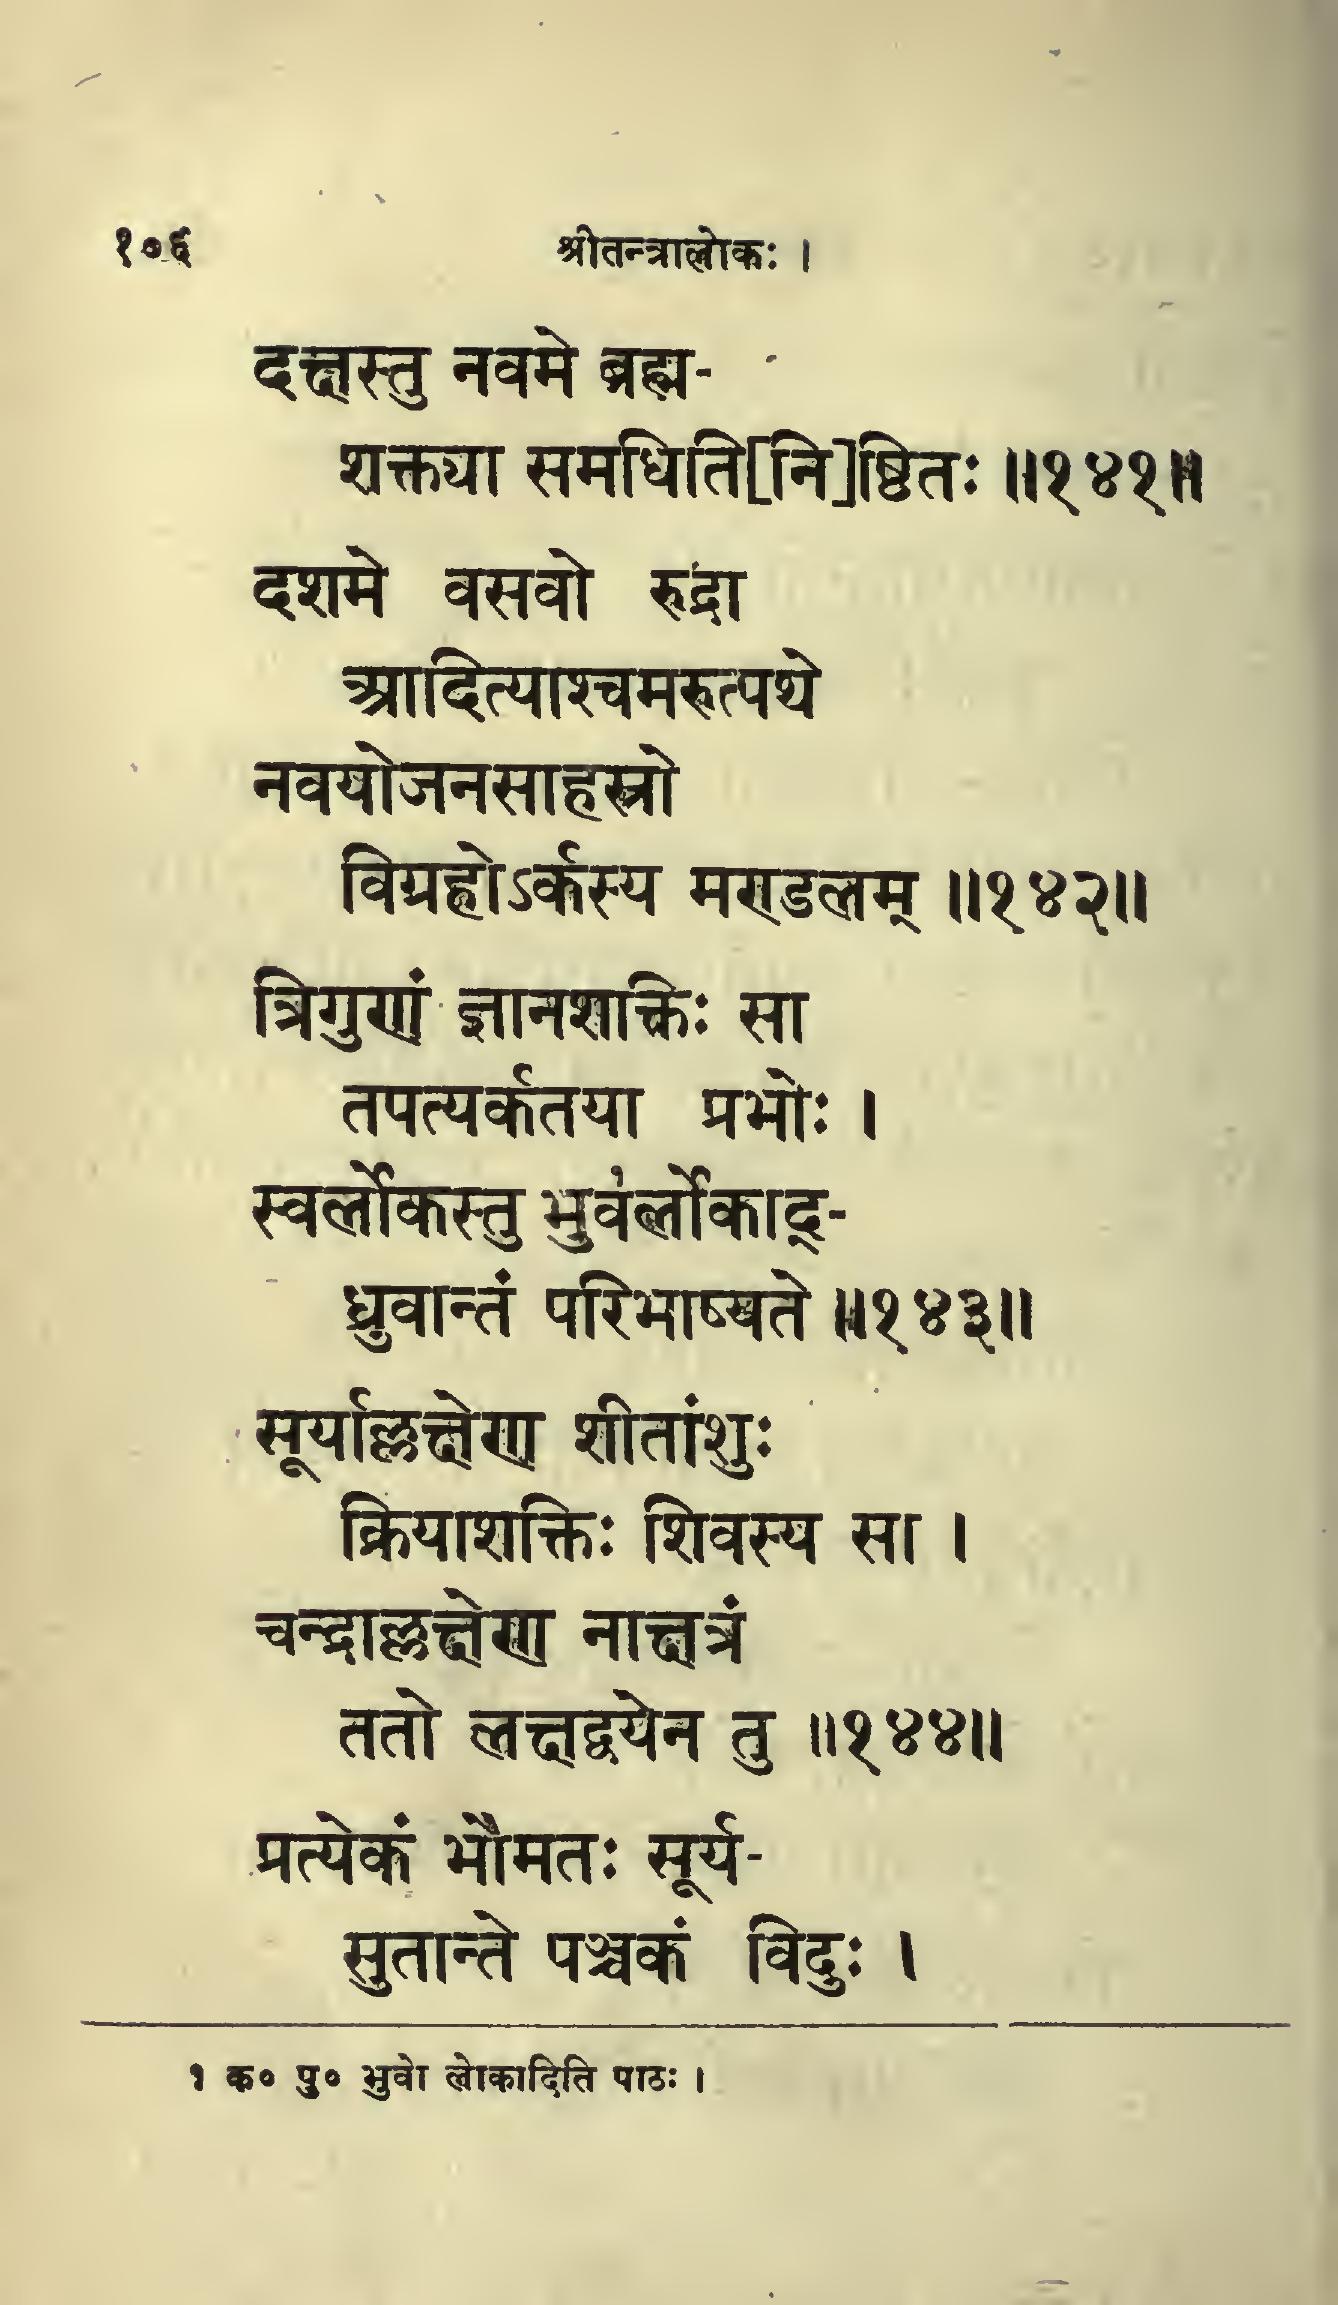 १०६
श्रीतन्त्रालोकः ।
दक्षस्तु नवमे ब्रह्म-
शक्त्या समधिति[नि]ष्ठितः ॥१४१॥
दशमे वसवो रुद्रा
आदित्याश्चमरुत्पथे
नवयोजनसाहस्रो
विग्रहोऽर्कस्य मण्डलम् ॥१४२॥
त्रिगुणं ज्ञानशक्तिः सा
तपत्यर्कतया प्रभोः ।
स्वर्लोकस्तु भुव१र्लोकाद्-
ध्रुवान्तं परिभाष्यते ॥१४३॥
सूर्याल्लक्षेण शीतांशुः
क्रियाशक्तिः शिवस्य सा ।
चन्द्राल्लक्षेण नाक्षत्रं
ततो लक्षद्वयेन तु ॥१४४॥
प्रत्येकं भौमतः सूर्य-
सुतान्ते पञ्चकं विदुः ।
१ क० पु० भुवो लोकादिति पाठः ।